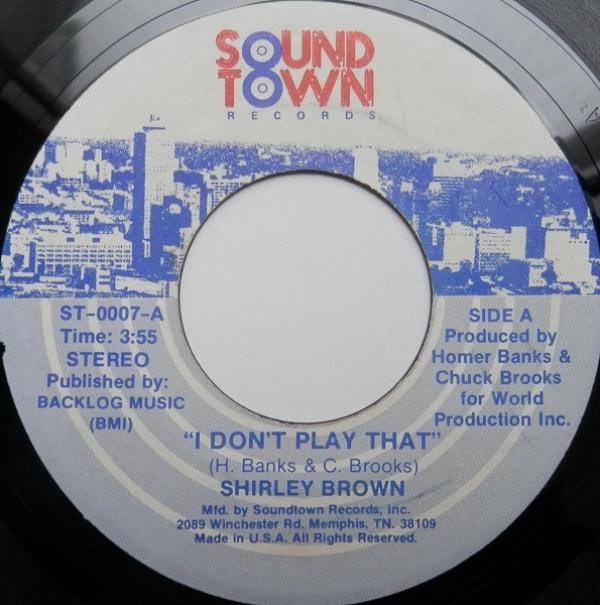 SOUND
TOWN
RECORDS
ST-0007-A
Time: 3:55
STEREO
Published by:
BACKLOG MUSIC
(BMI)
SIDE A
Produced by
Homer Banks &
Chuck Brooks
for World
Production Inc.
"I DON'T PLAY THAT"
(H. Banks & C. Brooks)
SHIRLEY BROWN
Mfd. by Soundtown Records, Inc.
2089 Winchester Rd. Memphis, TN. 38109
Made in U.S.A. All Rights Reserved.